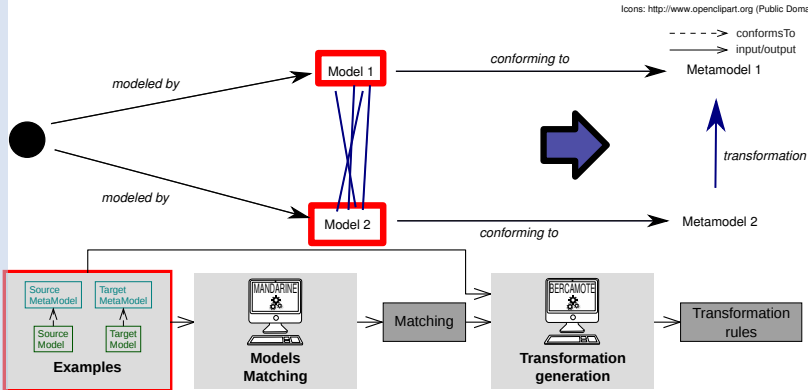 Icons: http://www.openclipart.org (Public Doma
conformsTo
input/output
modeled by
Model 1
conforming to
Metamodel 1
transformation
modeled by
Model 2
conforming to
Metamodel 2
Source
MetaModel
Target
MetaModel
Source
Model
Target
Model
Examples
MANDARINE
Models
Matching
Matching
BERCAMOTE
Transformation
generation
Transformation
rules